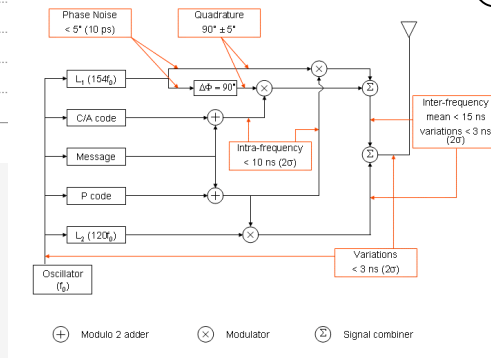 Phase Noise
< 5° (10 ps)
Quadrature
90° ± 5°
L₁ (154f₀)
ΔΦ = 90°
Σ
C/A code
Inter-frequency
mean < 15 ns
variations < 3 ns
(2σ)
Intra-frequency
< 10 ns (2σ)
Message
Σ
P code
L₂ (120f₀)
Variations
< 3 ns (2σ)
Oscillator
(f₀)
Modulo 2 adder
Modulator
Σ Signal combiner